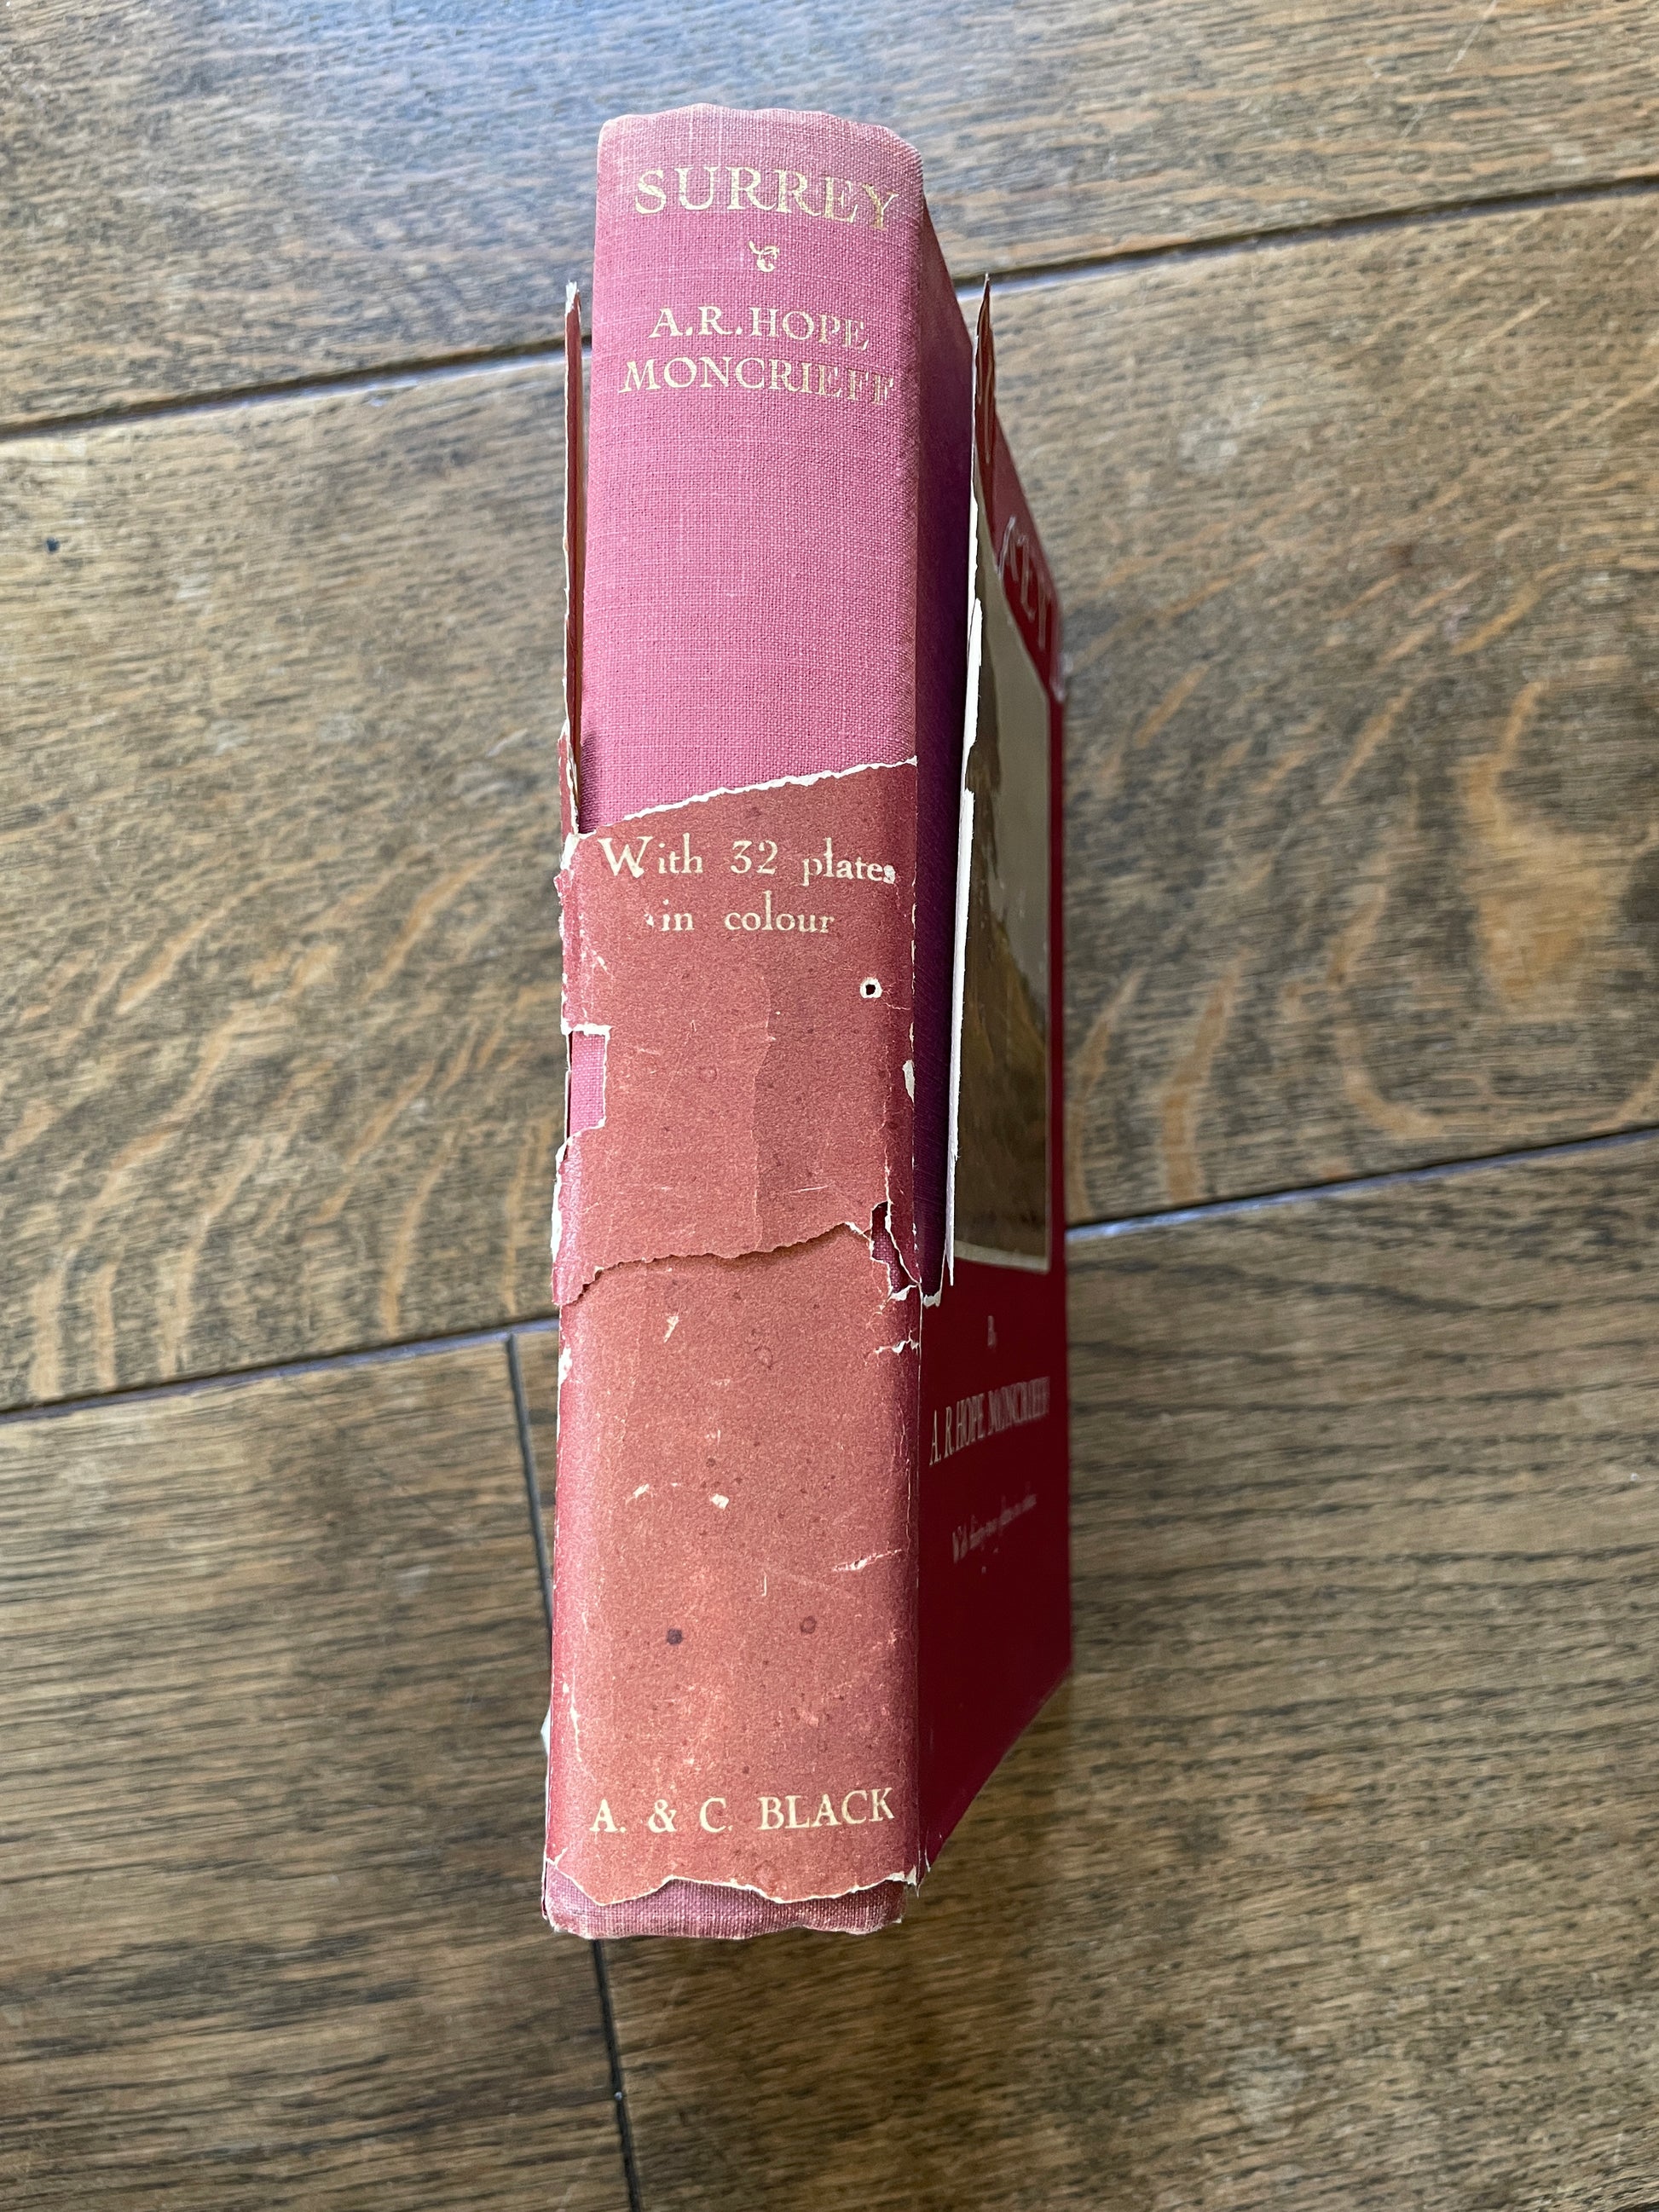 SURREY
A.R.HOPE
MONCRIEFF
With 32 plates
in colour
A. & C. BLACK
A. R. HOPE MONCRIEFF